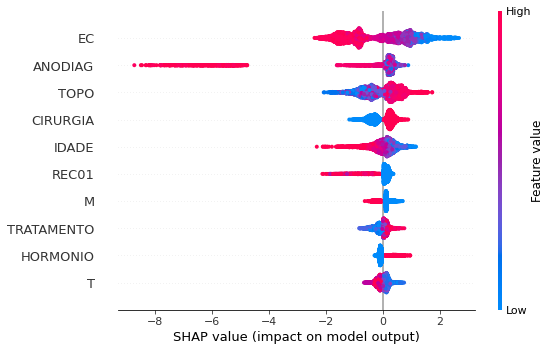 High
EC
ANODIAG
TOPO
CIRURGIA
IDADE
REC01
M
TRATAMENTO
HORMONIO
T
Feature value
Low
−8 −6 −4 −2 0 2
SHAP value (impact on model output)